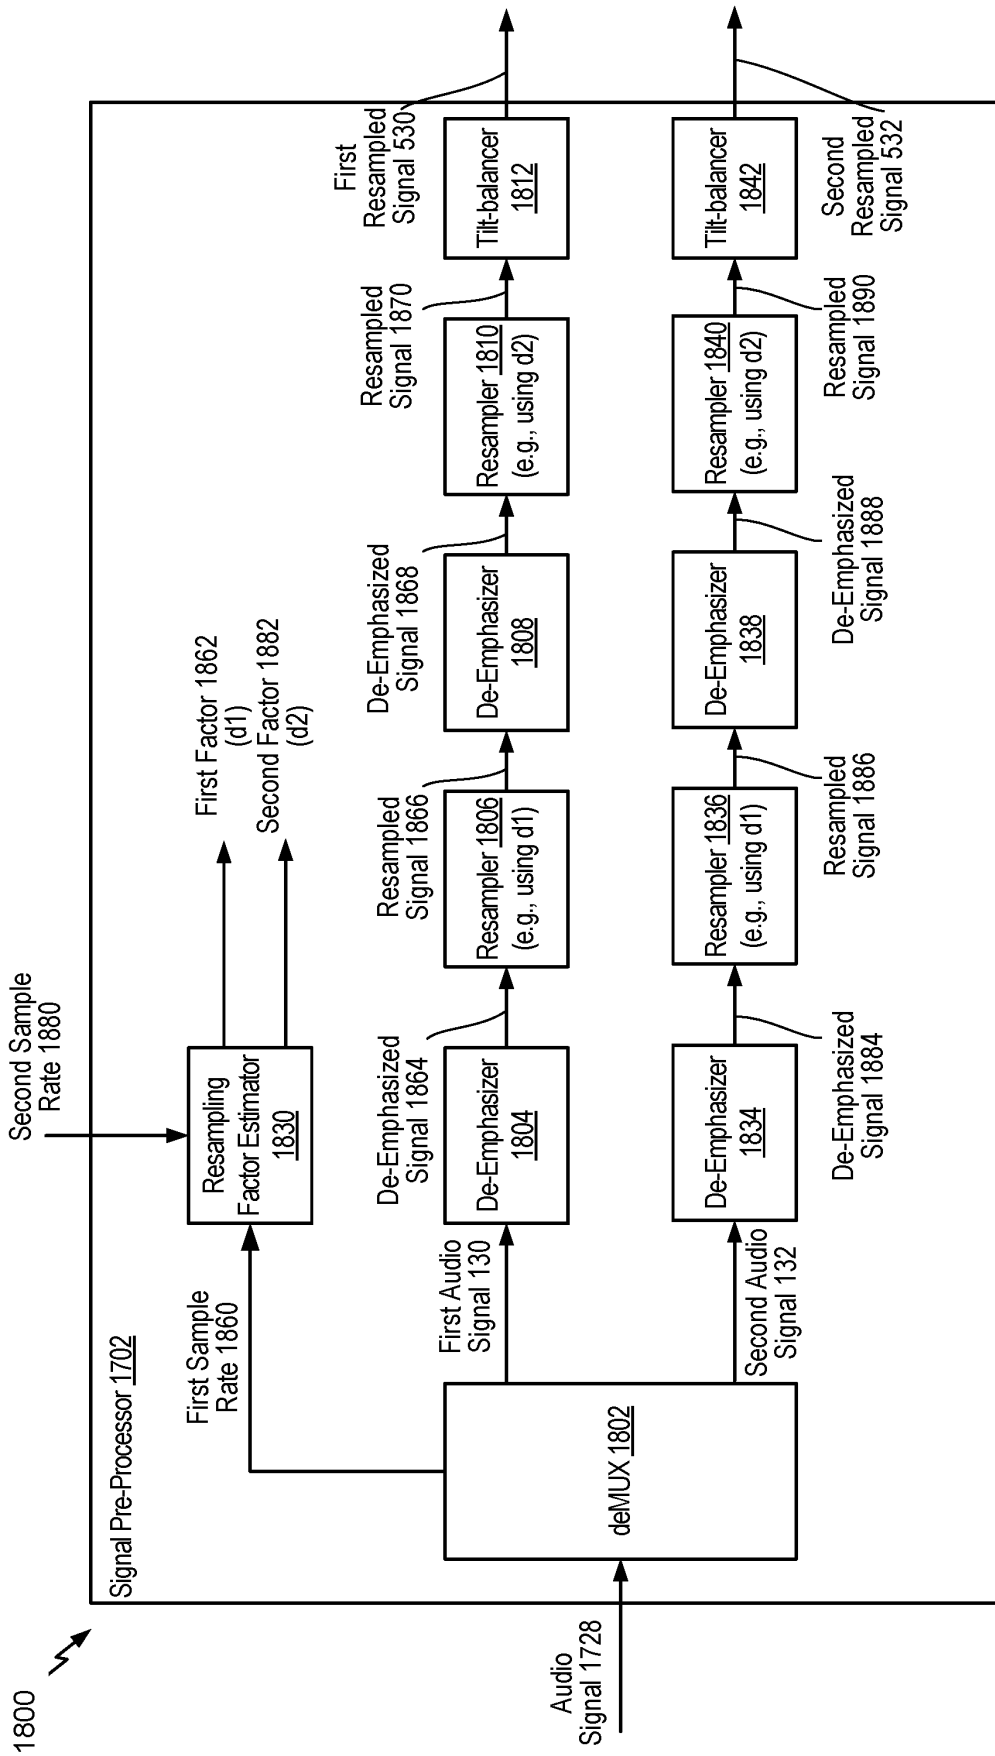 1800
Signal Pre-Processor 1702
Second Sample
Rate 1880
First Sample
Rate 1860
Resampling
Factor Estimator
1830
First Factor 1862
(d1)
Second Factor 1882
(d2)
Audio
Signal 1728
deMUX 1802
First Audio
Signal 130
De-Emphasizer
1804
De-Emphasized
Signal 1864
Resampler 1806
(e.g., using d1)
Resampled
Signal 1866
De-Emphasizer
1808
De-Emphasized
Signal 1868
Resampler 1810
(e.g., using d2)
Resampled
Signal 1870
Tilt-balancer
1812
First
Resampled
Signal 530
Second Audio
Signal 132
De-Emphasizer
1834
De-Emphasized
Signal 1884
Resampler 1836
(e.g., using d1)
Resampled
Signal 1886
De-Emphasizer
1838
De-Emphasized
Signal 1888
Resampler 1840
(e.g., using d2)
Resampled
Signal 1890
Tilt-balancer
1842
Second
Resampled
Signal 532